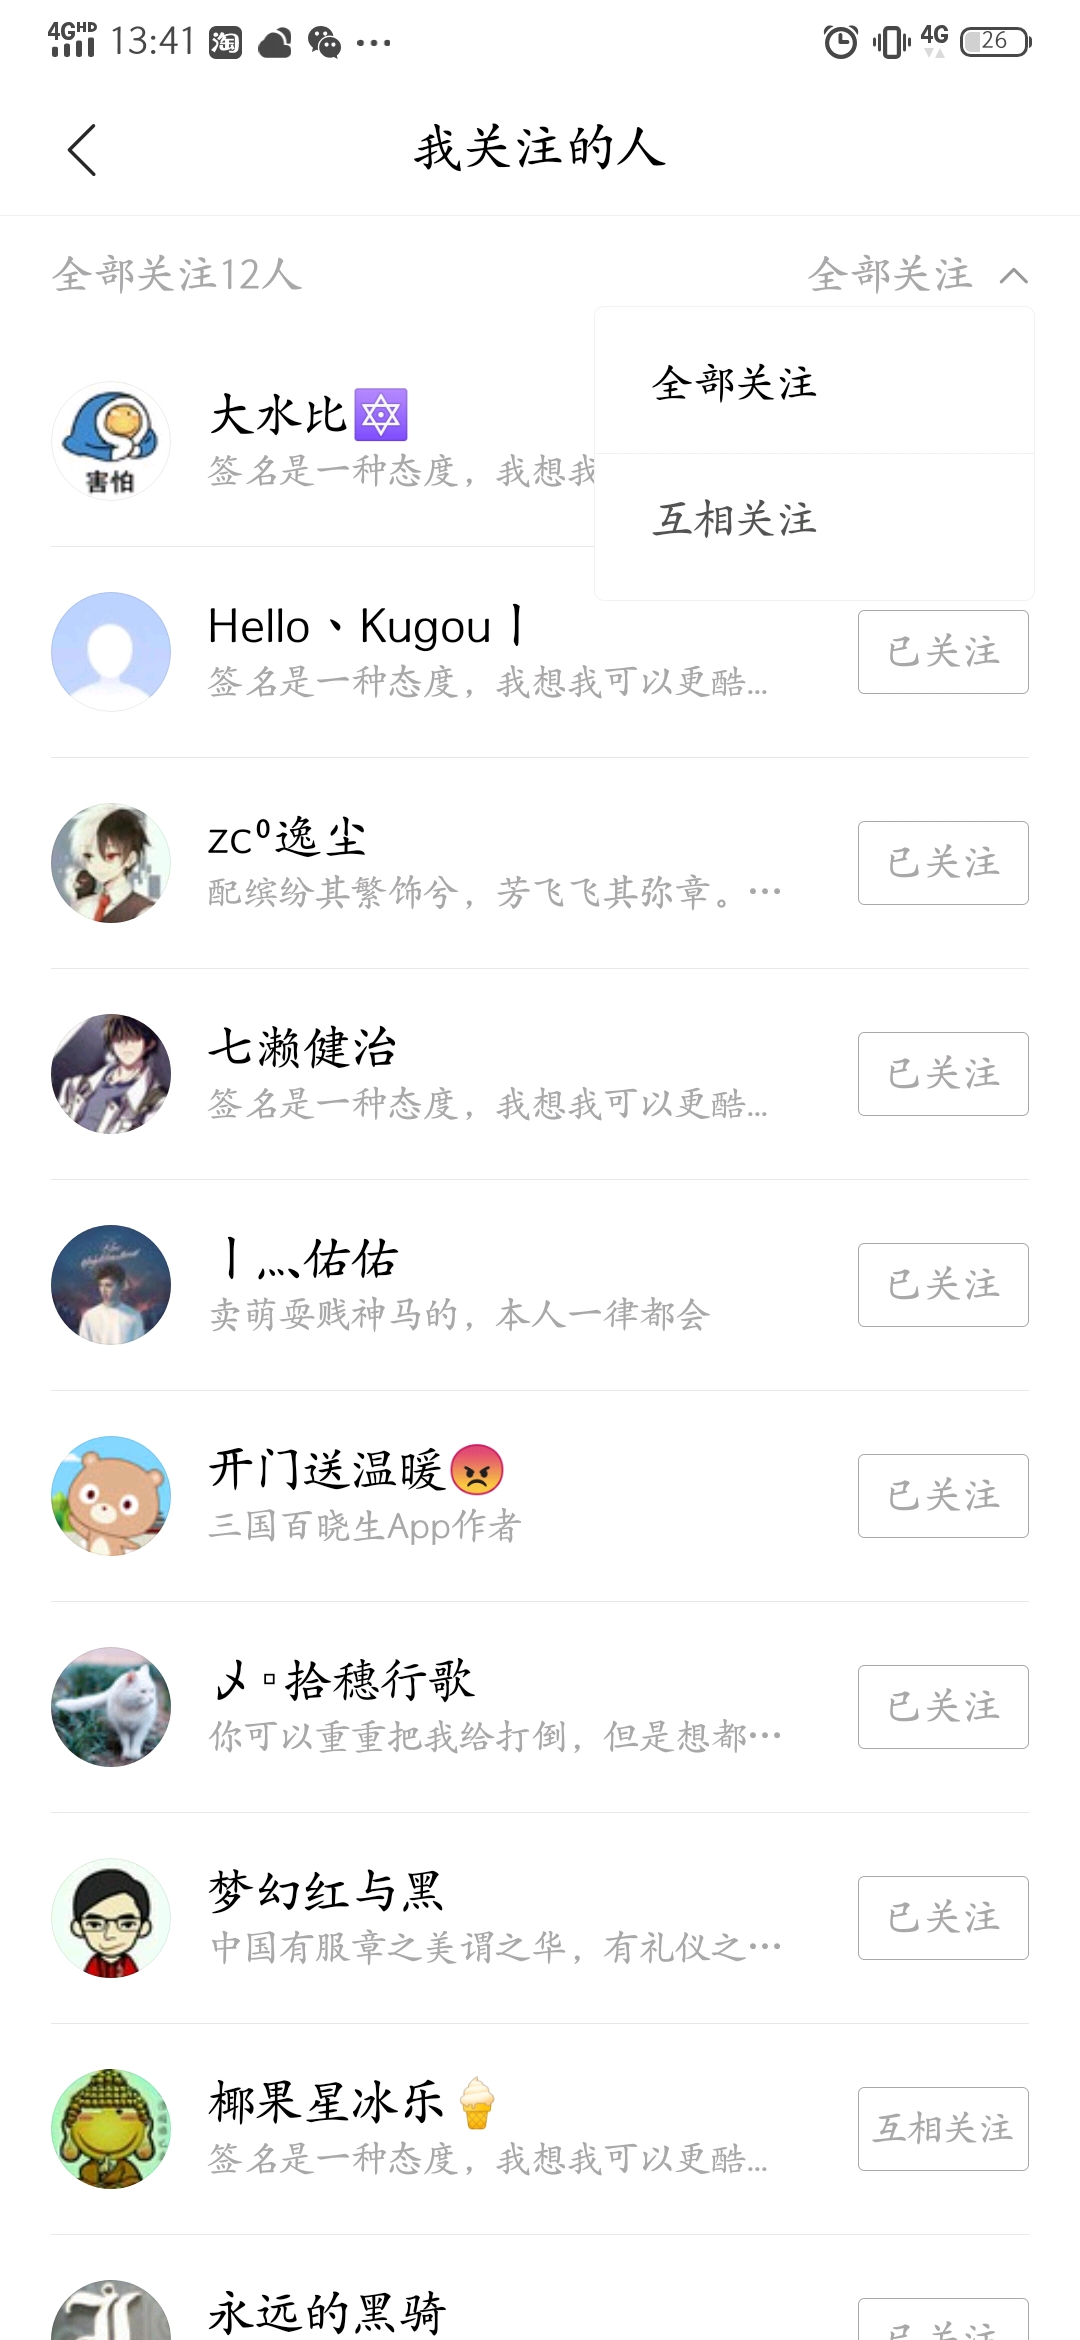 4GHD 13:41 淘 ... 4G 26
我关注的人
全部关注12人 全部关注
全部关注
互相关注
害怕
大水比🔯
签名是一种态度，我想我
Hello丶Kugou丨
签名是一种态度，我想我可以更酷...
已关注
zc⁰逸尘
配缤纷其繁饰兮，芳飞飞其弥章。…
已关注
七濑健治
签名是一种态度，我想我可以更酷...
已关注
丨灬佑佑
卖萌耍贱神马的，本人一律都会
已关注
开门送温暖😡
三国百晓生App作者
已关注
乄▫拾穗行歌
你可以重重把我给打倒，但是想都…
已关注
梦幻红与黑
中国有服章之美谓之华，有礼仪之…
已关注
椰果星冰乐🍦
签名是一种态度，我想我可以更酷...
互相关注
永远的黑骑
已关注